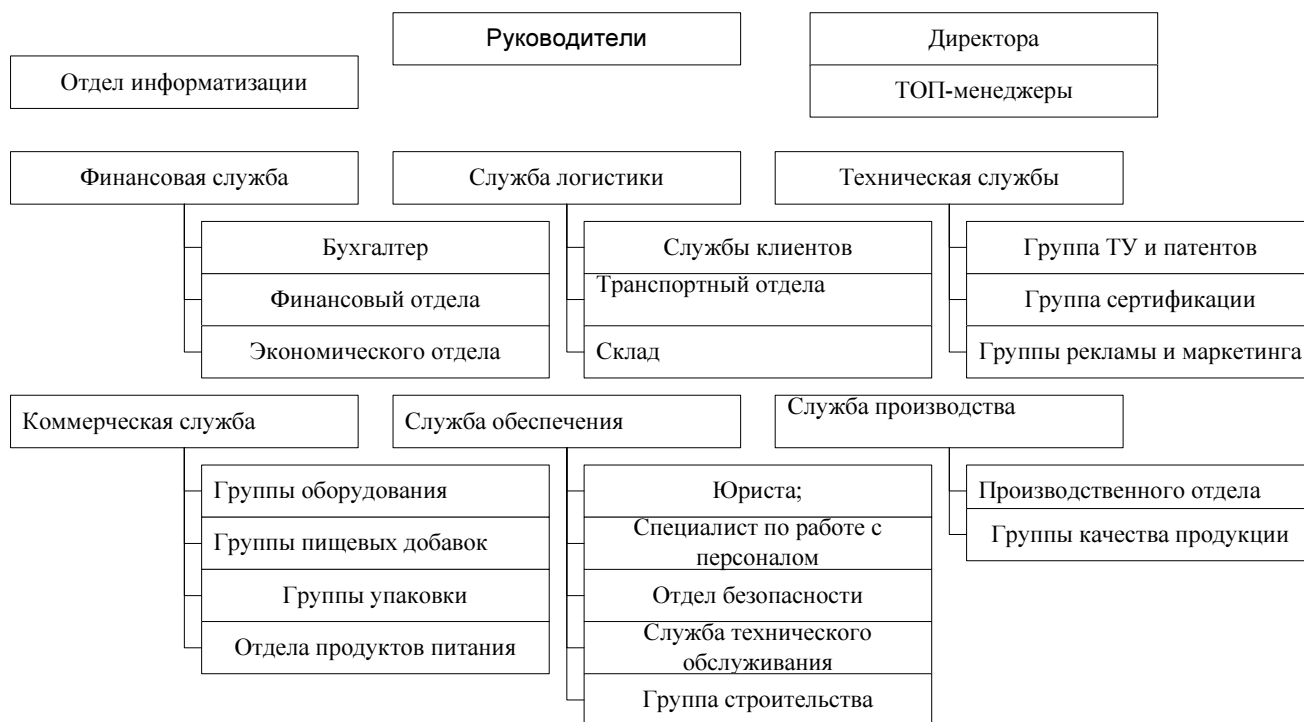 Руководители
Директора
ТОП-менеджеры
Отдел информатизации
Финансовая служба
Бухгалтер
Финансовый отдела
Экономического отдела
Служба логистики
Службы клиентов
Транспортный отдела
Склад
Техническая службы
Группа ТУ и патентов
Группа сертификации
Группы рекламы и маркетинга
Коммерческая служба
Группы оборудования
Группы пищевых добавок
Группы упаковки
Отдела продуктов питания
Служба обеспечения
Юриста;
Специалист по работе с
персоналом
Отдел безопасности
Служба технического
обслуживания
Группа строительства
Служба производства
Производственного отдела
Группы качества продукции